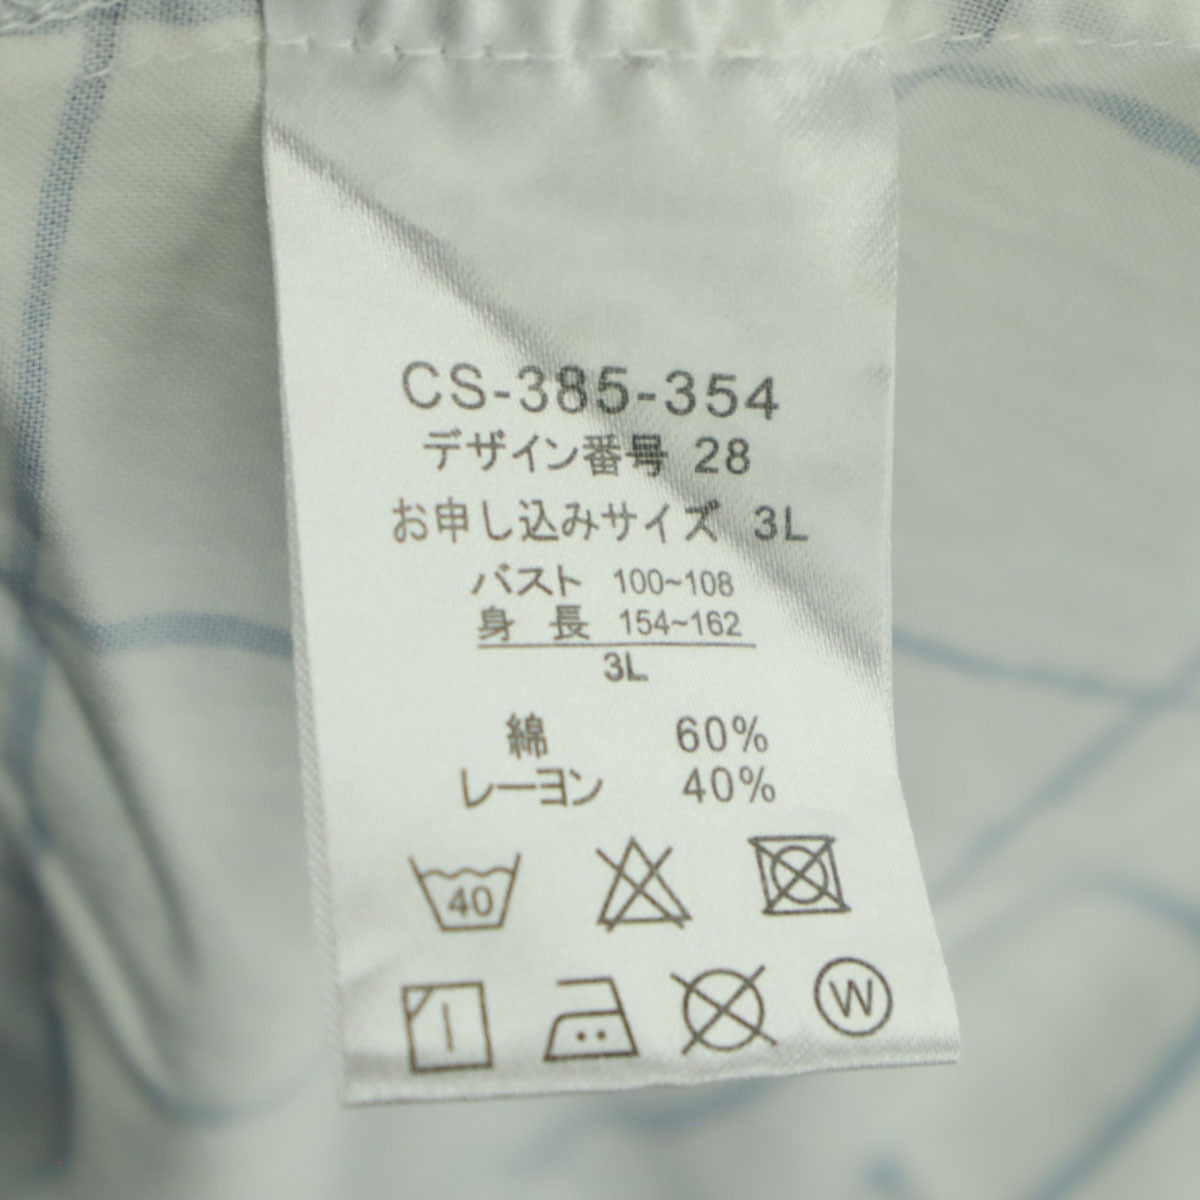 CS-385-354
デザイン番号 28
お申し込みサイズ 3L
バスト 100~108
身 長 154~162
3L
綿 60%
レーヨン 40%
40
W